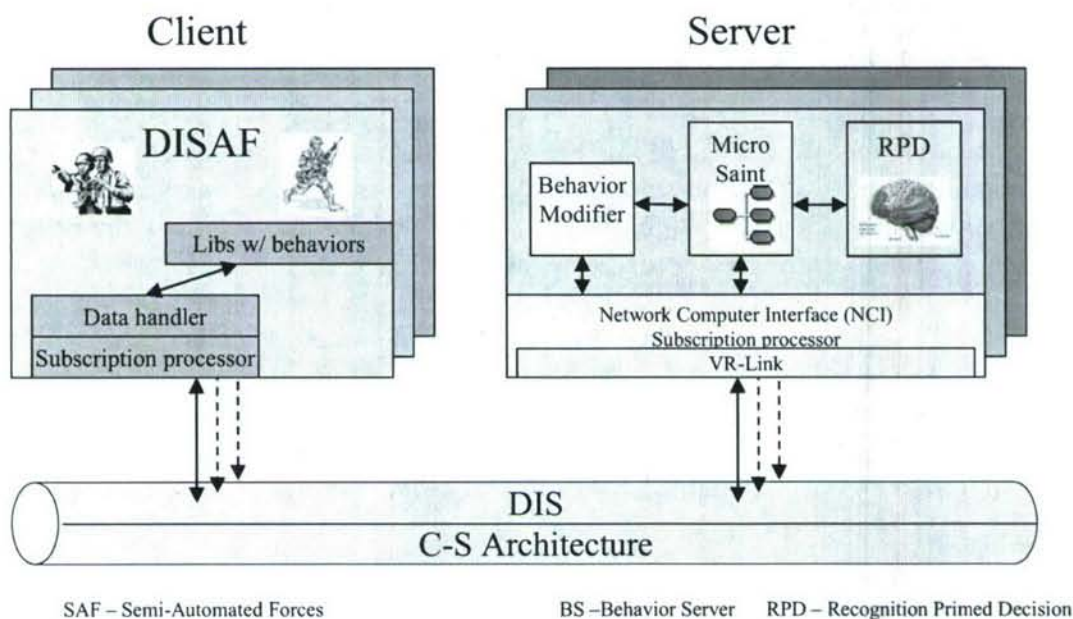 Client
Server
DISAF
Libs w/ behaviors
Data handler
Subscription processor
Behavior
Modifier
Micro
Saint
RPD
Network Computer Interface (NCI)
Subscription processor
VR-Link
DIS
C-S Architecture
SAF – Semi-Automated Forces
BS –Behavior Server
RPD – Recognition Primed Decision